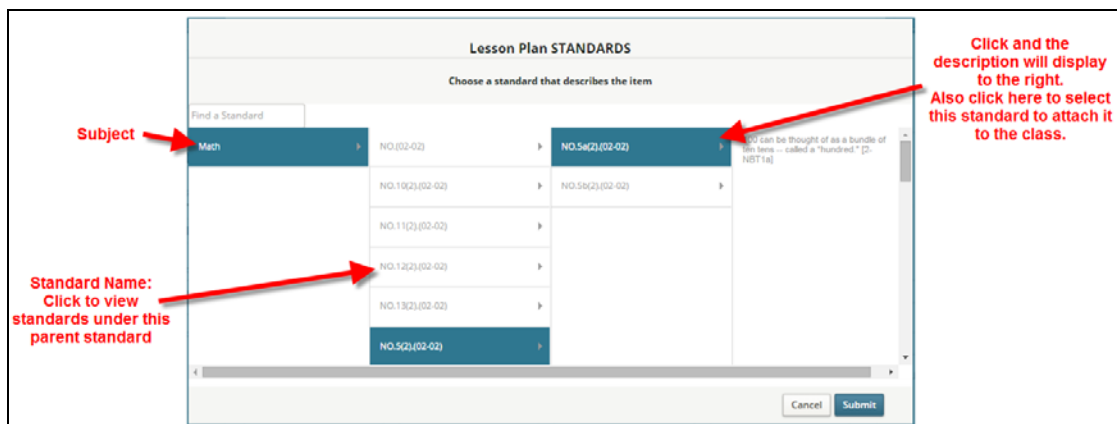 Lesson Plan STANDARDS
Choose a standard that describes the item
Find a Standard
Subject
Math
NO.(02-02)
NO.10(2).(02-02)
NO.11(2).(02-02)
NO.12(2).(02-02)
NO.13(2).(02-02)
NO.5(2).(02-02)
NO.5a(2).(02-02)
NO.5b(2).(02-02)
can be thought of as a bundle of
ten tens -- called a "hundred." [2-
NBT1a]
Click and the
description will display
to the right.
Also click here to select
this standard to attach it
to the class.
Standard Name:
Click to view
standards under this
parent standard
Cancel
Submit